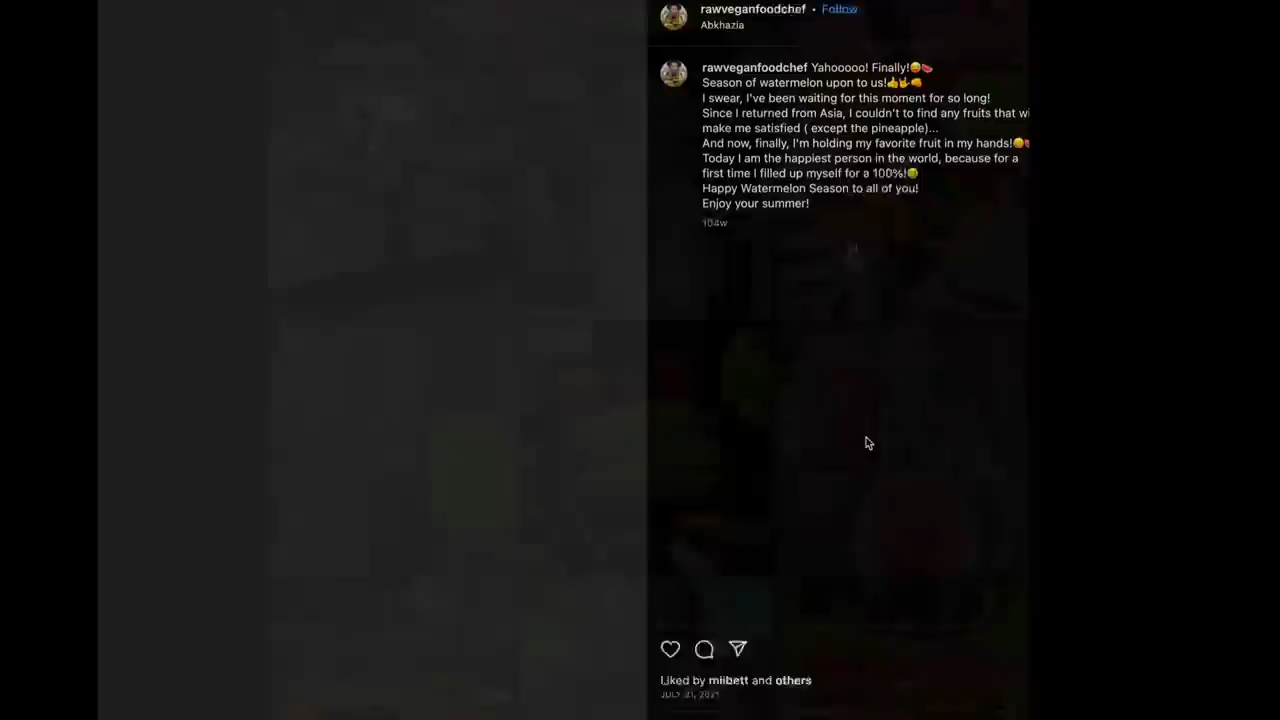 rawveganfoodchef • Follow
Abkhazia
rawveganfoodchef Yahooooo! Finally!😄🍉
Season of watermelon upon to us!👍🤟👊
I swear, I've been waiting for this moment for so long!
Since I returned from Asia, I couldn't to find any fruits that wi
make me satisfied ( except the pineapple)...
And now, finally, I'm holding my favorite fruit in my hands!
Today I am the happiest person in the world, because for a
first time I filled up myself for a 100%!
Happy Watermelon Season to all of you!
Enjoy your summer!
104w
Liked by miibett and others
JULY 31, 2021